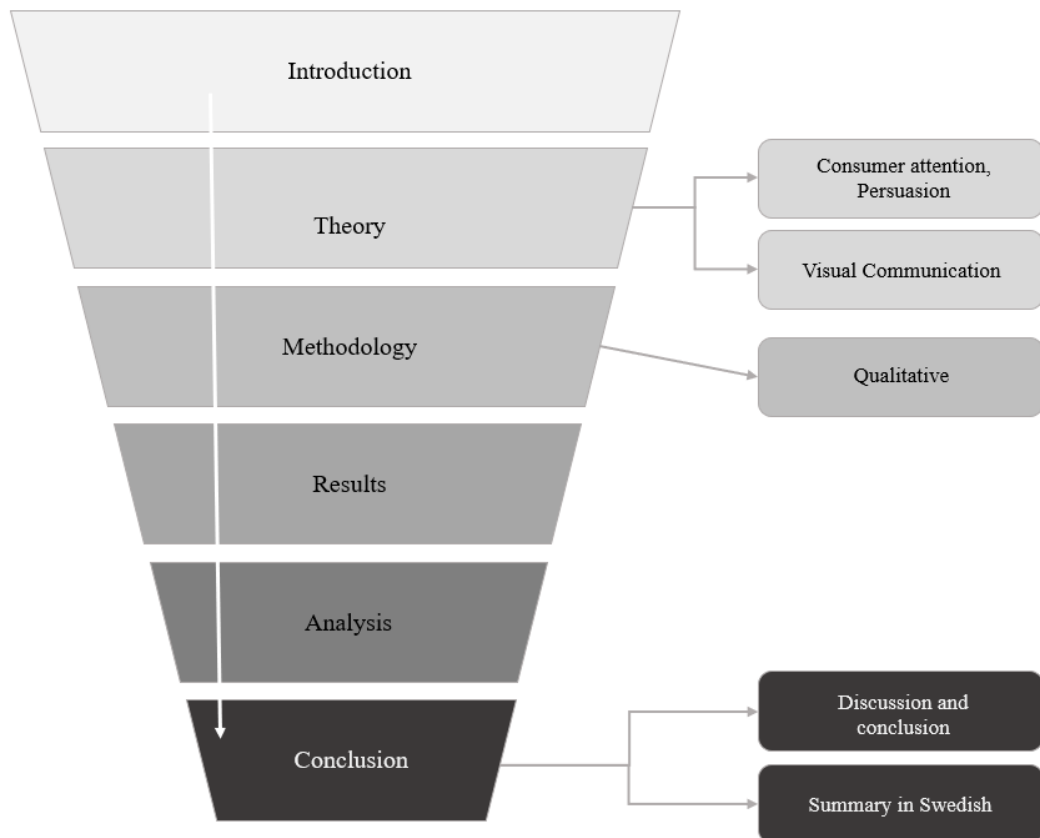 Introduction
Theory
Consumer attention,
Persuasion
Visual Communication
Methodology
Qualitative
Results
Analysis
Conclusion
Discussion and
conclusion
Summary in Swedish